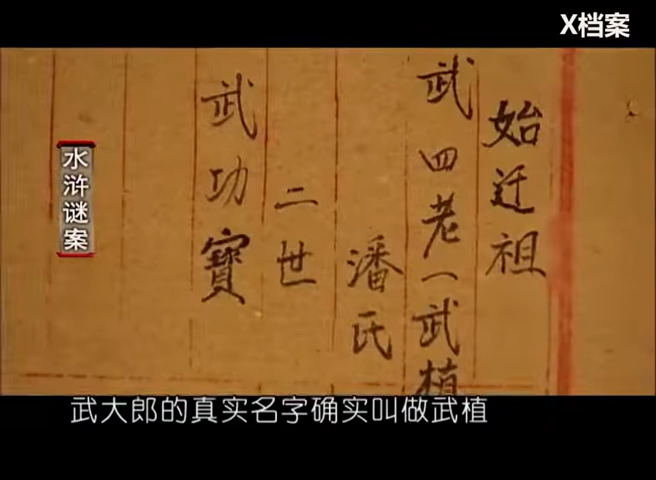 X档案
水浒谜案
始迁祖
武四老一武植
潘氏
二世
武功寳
武大郎的真实名字确实叫做武植